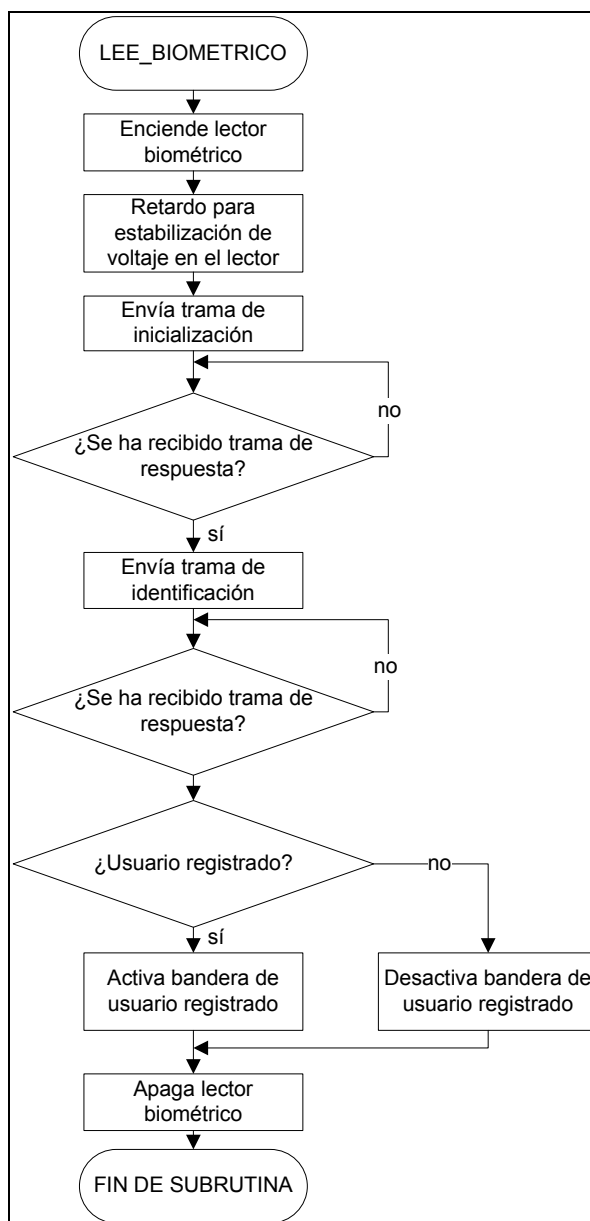 LEE_BIOMETRICO
Enciende lector
biométrico
Retardo para
estabilización de
voltaje en el lector
Envía trama de
inicialización
no
¿Se ha recibido trama de
respuesta?
sí
Envía trama de
identificación
no
¿Se ha recibido trama de
respuesta?
¿Usuario registrado?
no
sí
Activa bandera de
usuario registrado
Desactiva bandera de
usuario registrado
Apaga lector
biométrico
FIN DE SUBRUTINA